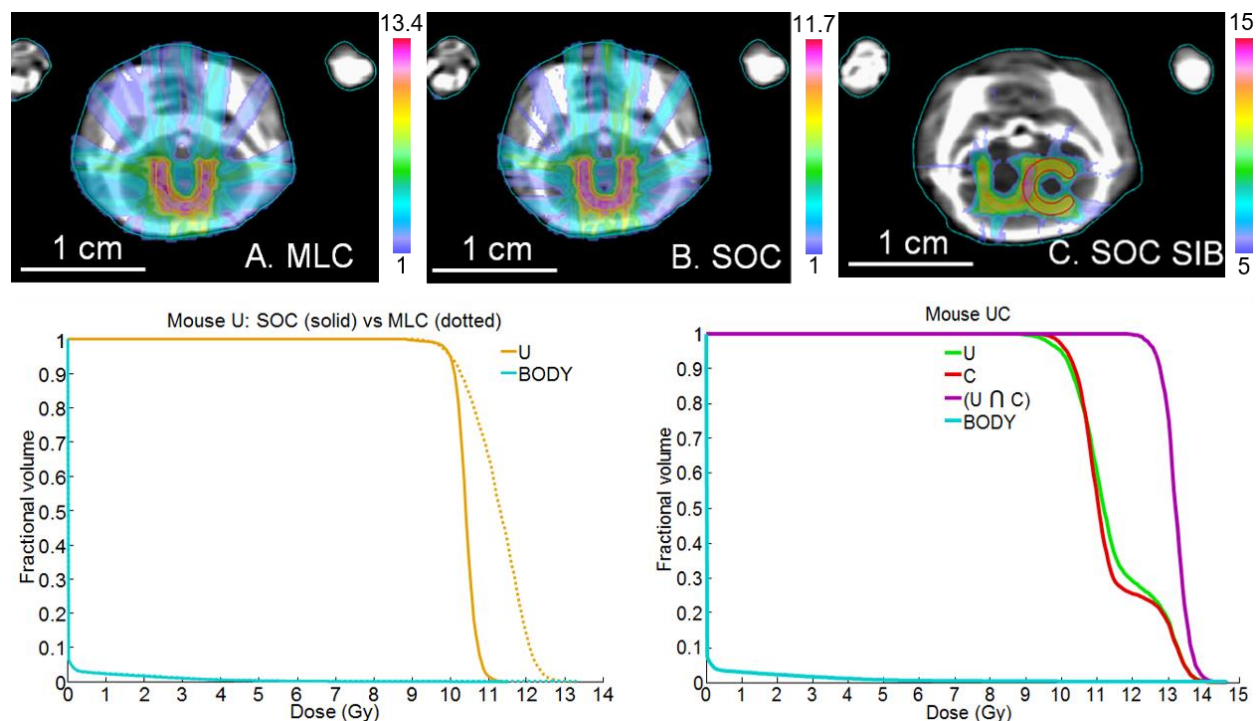 13.4
1 cm
A. MLC
1
11.7
1 cm
B. SOC
1
15
1 cm
C. SOC SIB
5
Mouse U: SOC (solid) vs MLC (dotted)
U
BODY
Fractional volume
1
0.9
0.8
0.7
0.6
0.5
0.4
0.3
0.2
0.1
0
0 1 2 3 4 5 6 7 8 9 10 11 12 13 14
Dose (Gy)
Mouse UC
U
C
(U ⋂ C)
BODY
Fractional volume
1
0.9
0.8
0.7
0.6
0.5
0.4
0.3
0.2
0.1
0
0 1 2 3 4 5 6 7 8 9 10 11 12 13 14 15
Dose (Gy)